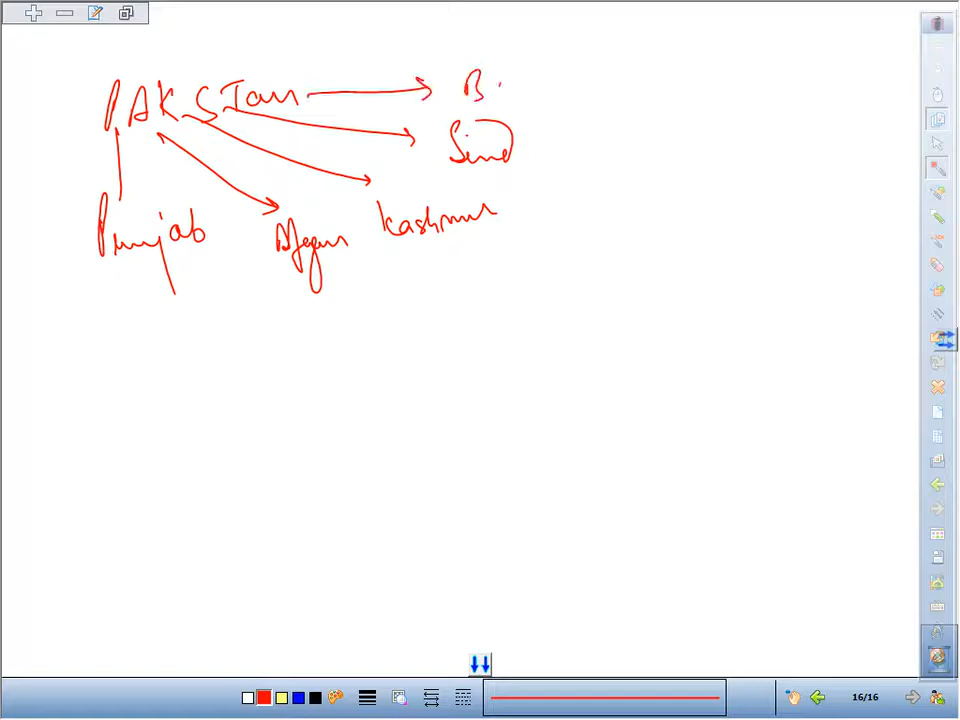 PAKSTan
B.
Sind
Punjab
Afgan
Kashmir
16/16